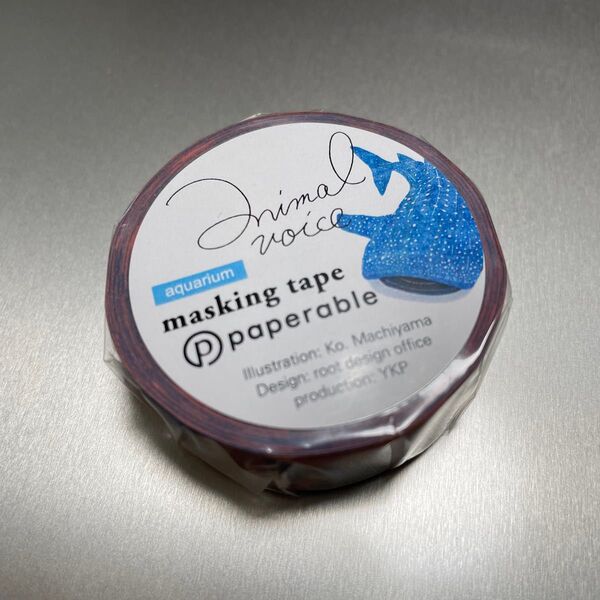 Animal
voice
aquarium
masking tape
paperable
Illustration: Ko. Machiyama
Design: root design office
production: YKP